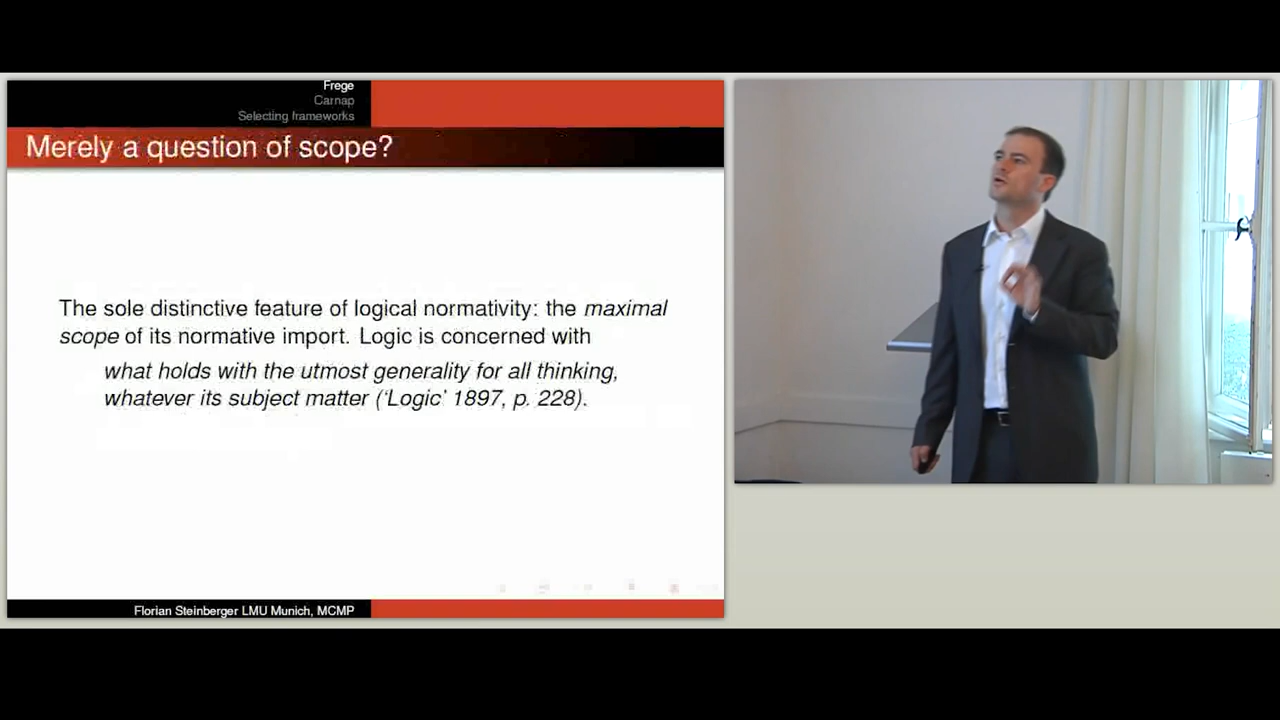 Frege
Carnap
Selecting frameworks
Merely a question of scope?
The sole distinctive feature of logical normativity: the maximal
scope of its normative import. Logic is concerned with
what holds with the utmost generality for all thinking,
whatever its subject matter (‘Logic’ 1897, p. 228).
Florian Steinberger LMU Munich, MCMP